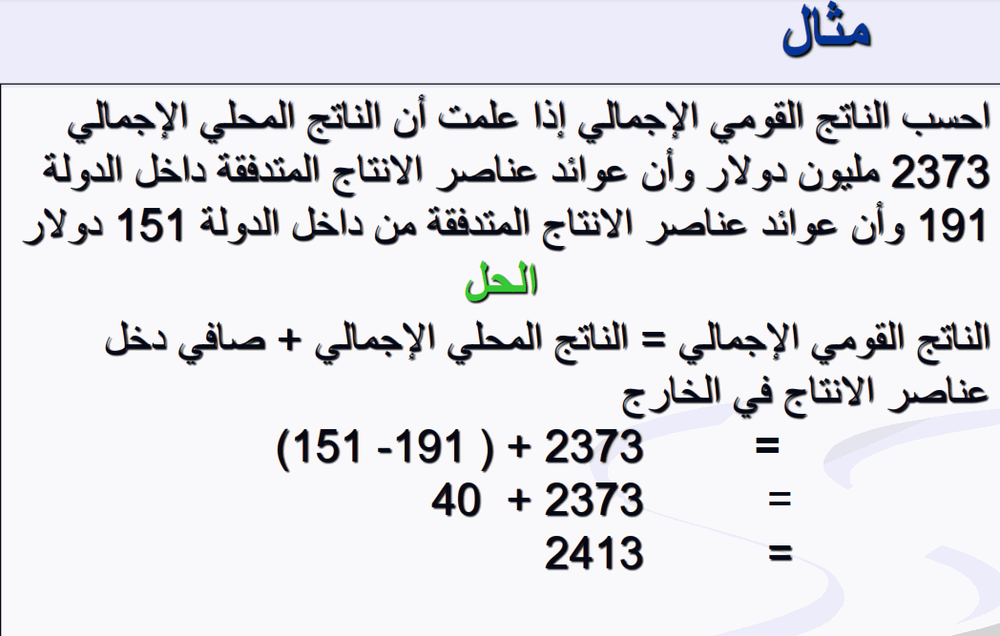 مثال
احسب الناتج القومي الإجمالي إذا علمت أن الناتج المحلي الإجمالي
2373 مليون دولار وأن عوائد عناصر الانتاج المتدفقة داخل الدولة
191 وأن عوائد عناصر الانتاج المتدفقة من داخل الدولة 151 دولار
الحل
الناتج القومي الإجمالي = الناتج المحلي الإجمالي + صافي دخل
عناصر الانتاج في الخارج
= 2373 + ( 191- 151)
= 2373 + 40
= 2413